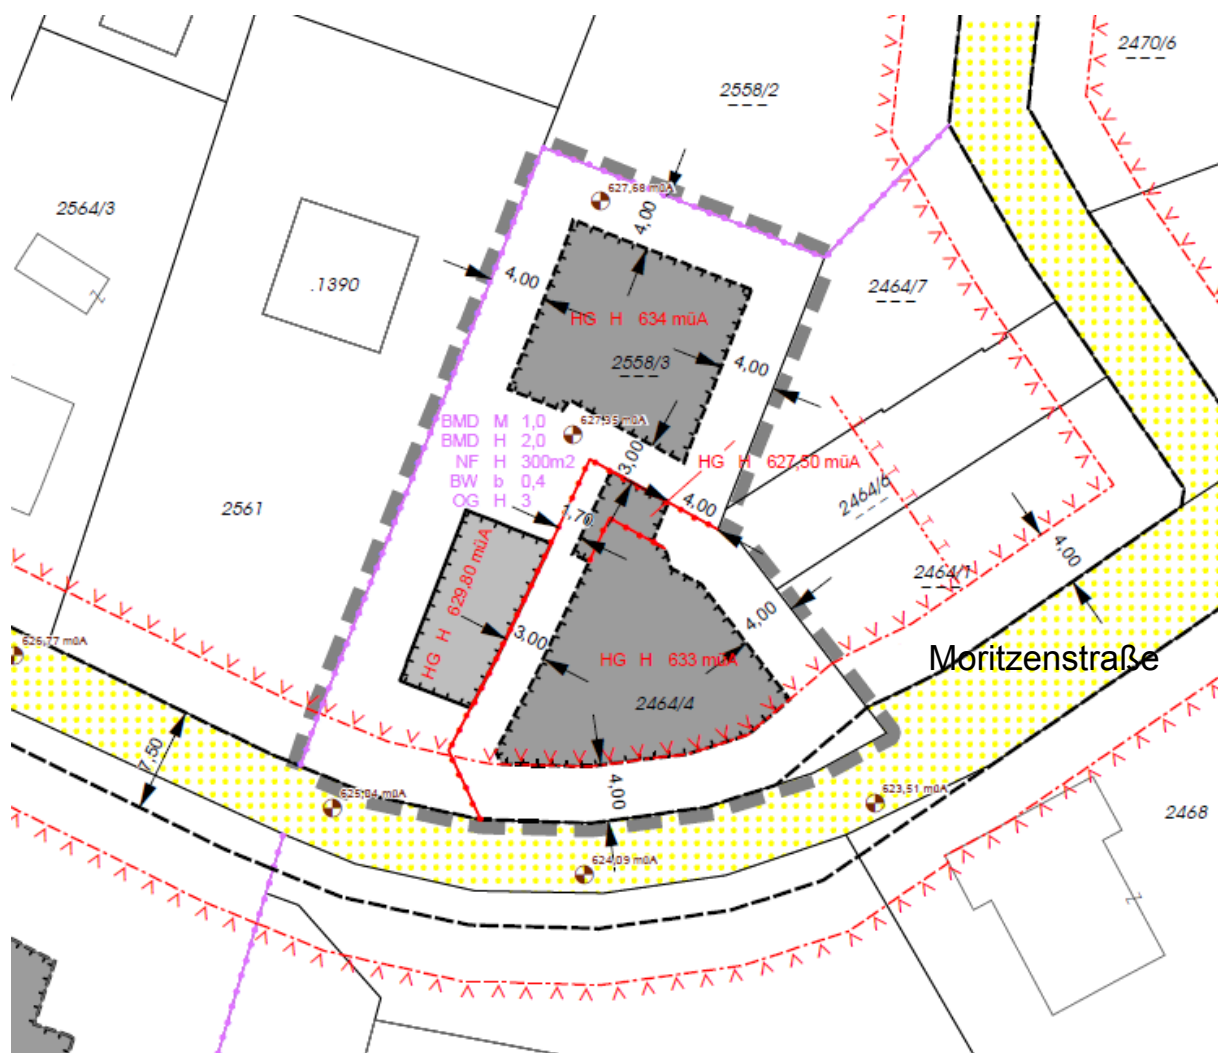 2470/6
2558/2
627,68 müA
2564/3
4,00
4,00
.1390
2464/7
HG H 634 müA
2558/3
4,00
BMD M 1,0
BMD H 2,0
NF H 300m2
BW b 0,4
OG H 3
627,35 müA
3,00
HG H 627,50 müA
4,00
2464/6
2561
1,70
4,00
2464/1
HG H 629,80 müA
4,00
3,00
626,77 müA
HG H 633 müA
Moritzenstraße
2464/4
7,50
4,00
625,04 müA
623,51 müA
2468
624,09 müA